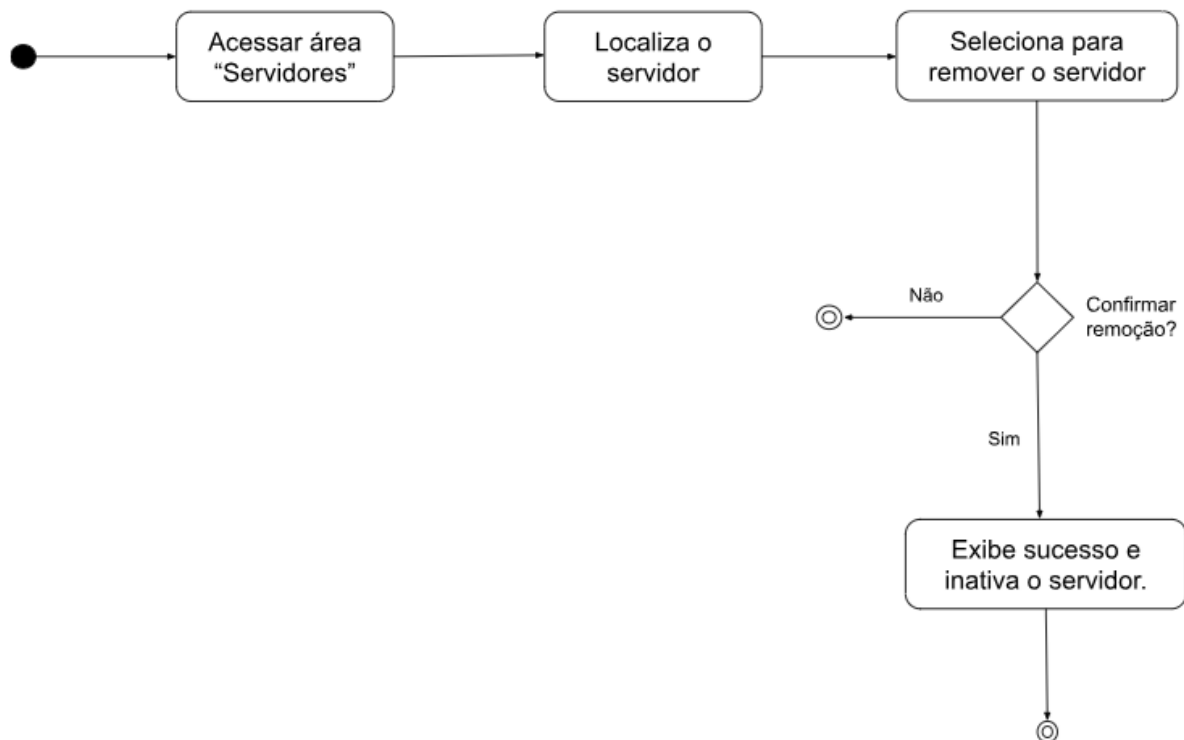 Acessar área
“Servidores”
Localiza o
servidor
Seleciona para
remover o servidor
Não
Confirmar
remoção?
Sim
Exibe sucesso e
inativa o servidor.